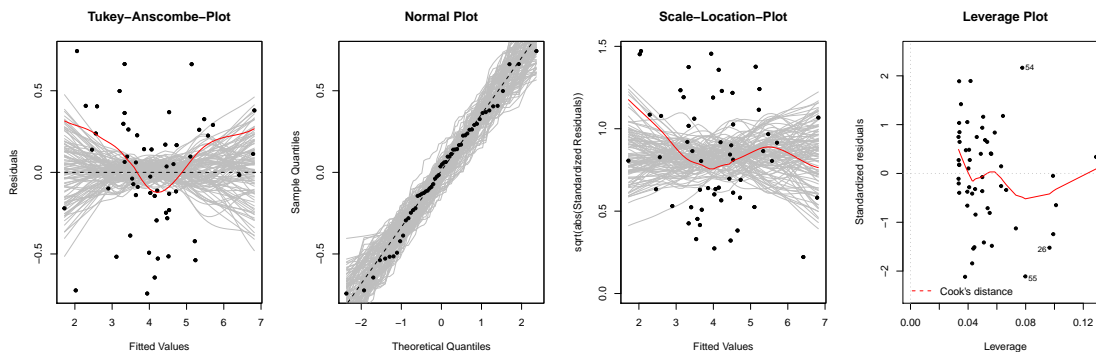 Tukey−Anscombe−Plot
Residuals
0.5
0.0
−0.5
2 3 4 5 6 7
Fitted Values
Normal Plot
Sample Quantiles
0.5
0.0
−0.5
−2 −1 0 1 2
Theoretical Quantiles
Scale−Location−Plot
sqrt(abs(Standardized Residuals))
1.5
1.0
0.5
0.0
2 3 4 5 6 7
Fitted Values
Leverage Plot
Standardized residuals
2
1
0
−1
−2
54
26
55
Cook's distance
0.00 0.04 0.08 0.12
Leverage